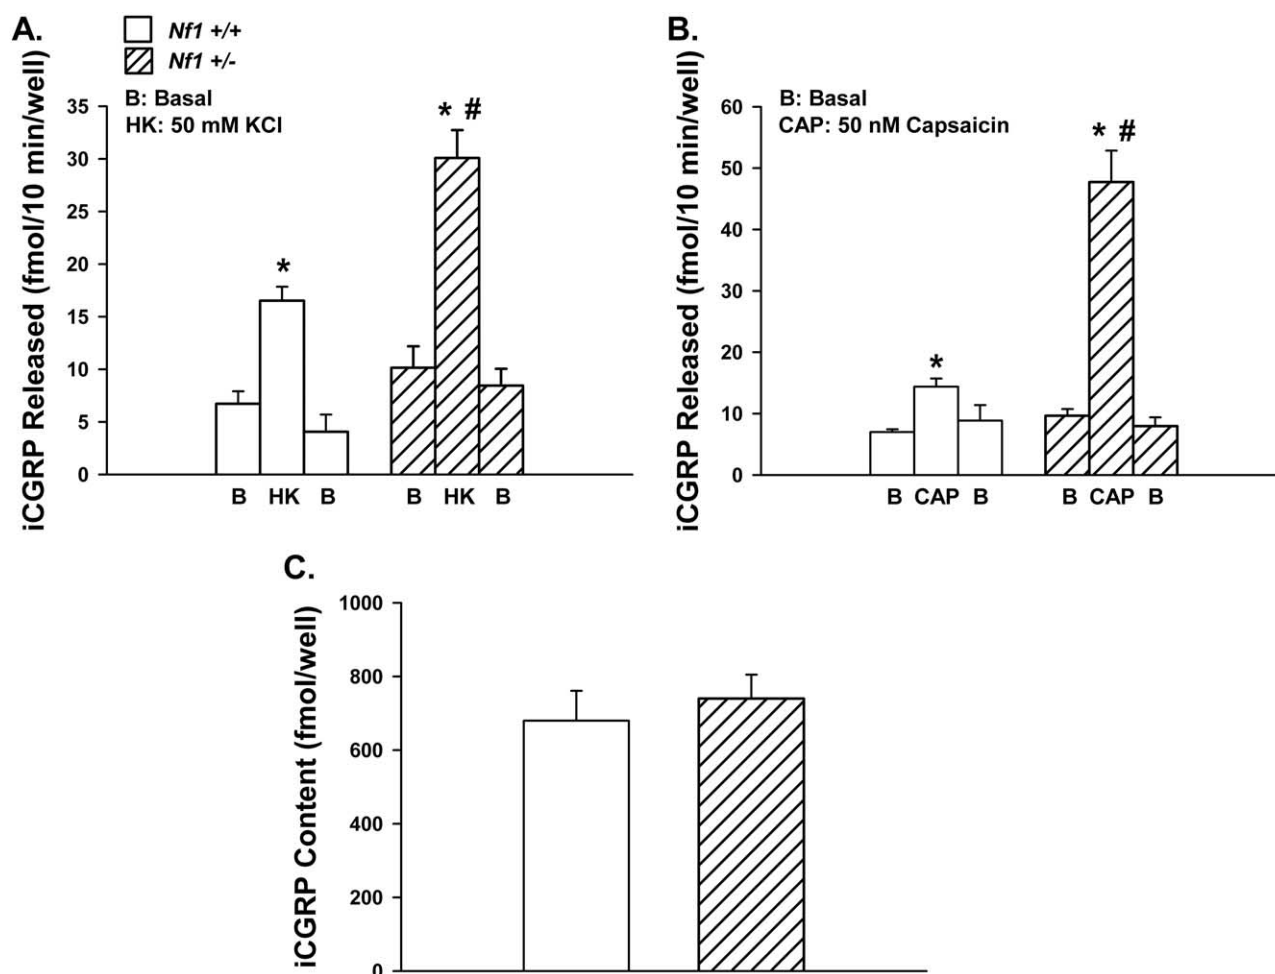 A.
Nf1 +/+
Nf1 +/-
B: Basal
HK: 50 mM KCl
iCGRP Released (fmol/10 min/well)
35
30
25
20
15
10
5
0
*
* #
B HK B
B HK B
B.
B: Basal
CAP: 50 nM Capsaicin
iCGRP Released (fmol/10 min/well)
60
50
40
30
20
10
0
*
* #
B CAP B
B CAP B
C.
iCGRP Content (fmol/well)
1000
800
600
400
200
0